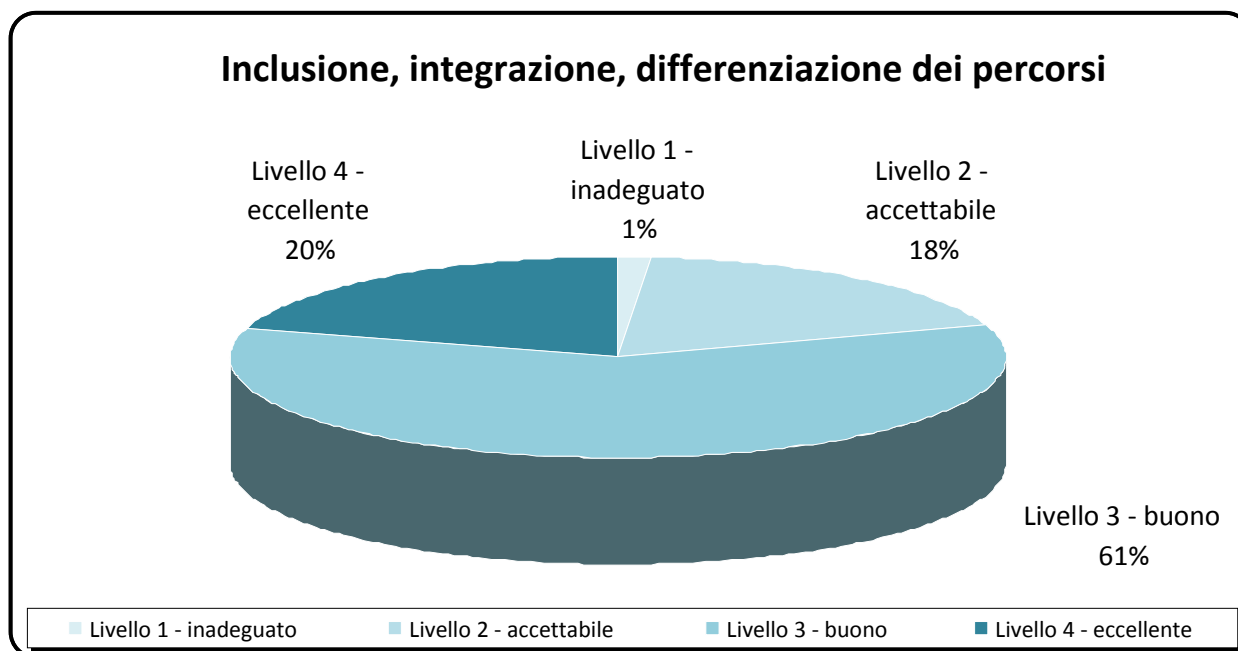 Inclusione, integrazione, differenziazione dei percorsi
Livello 1 -
inadeguato
1%
Livello 2 -
accettabile
18%
Livello 3 - buono
61%
Livello 4 -
eccellente
20%
Livello 1 - inadeguato
Livello 2 - accettabile
Livello 3 - buono
Livello 4 - eccellente